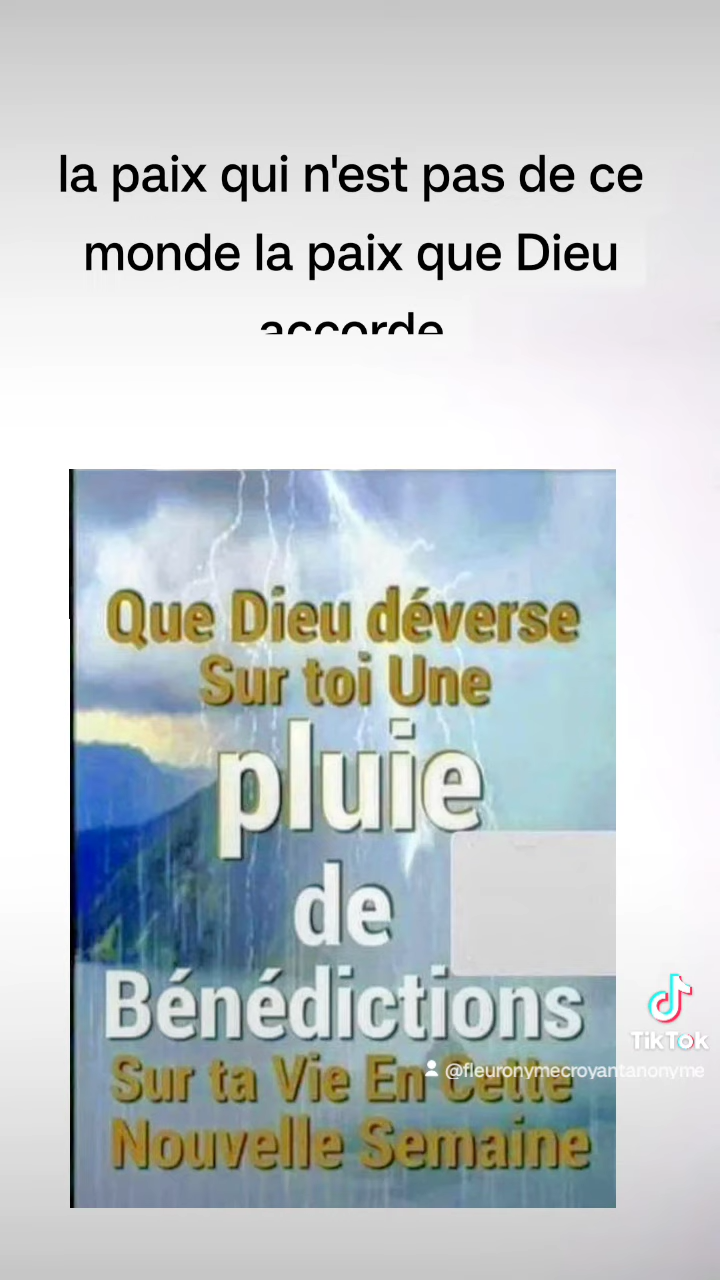 la paix qui n'est pas de ce
monde la paix que Dieu
accorde
Que Dieu déverse
Sur toi Une
pluie
de
Bénédictions
Sur ta Vie En Cette
Nouvelle Semaine
TikTok
@fleuronymecroyantanonyme